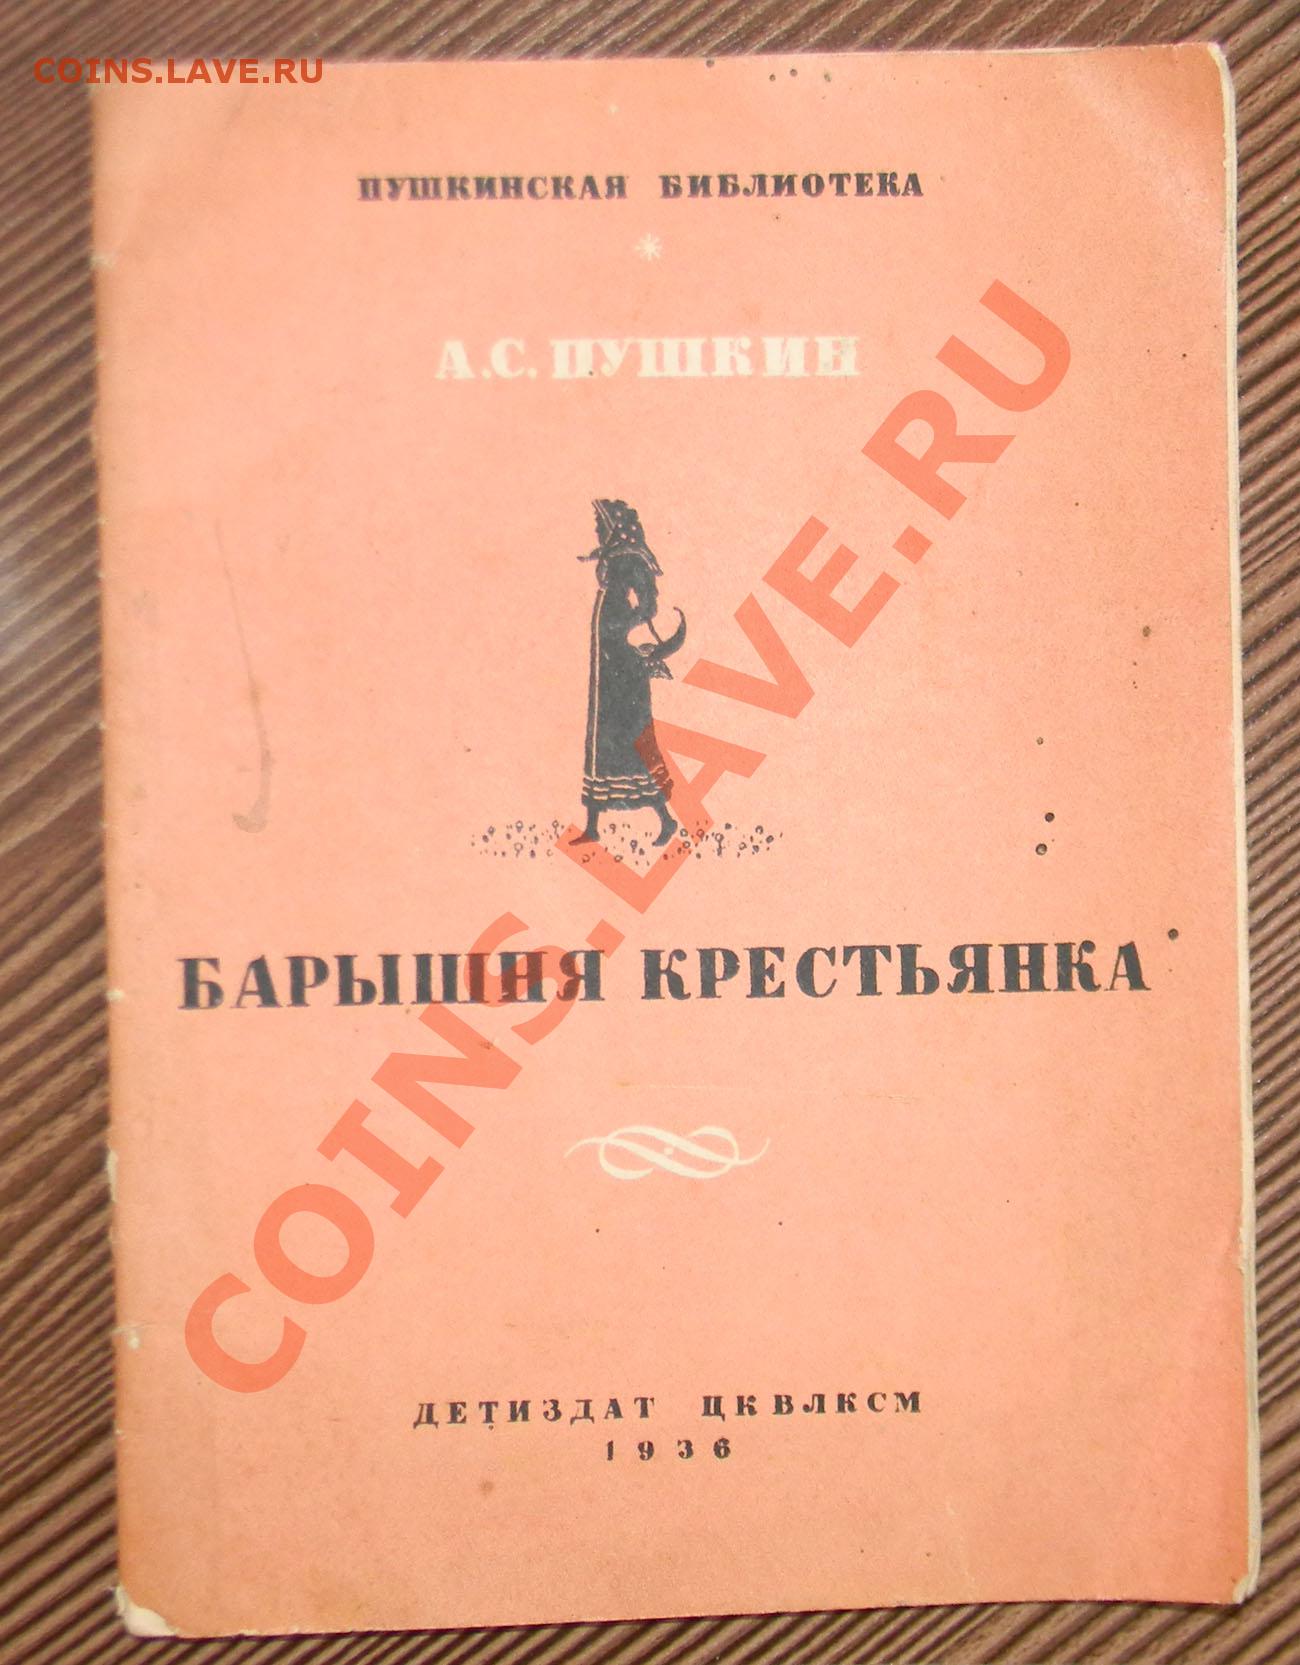 COINS.LAVE.RU
ПУШКИНСКАЯ БИБЛИОТЕКА
А.С. ПУШКИН
COINS.LAVE.RU
БАРЫШНЯ КРЕСТЬЯНКА
ДЕТИЗДАТ ЦКВЛКСМ
1936